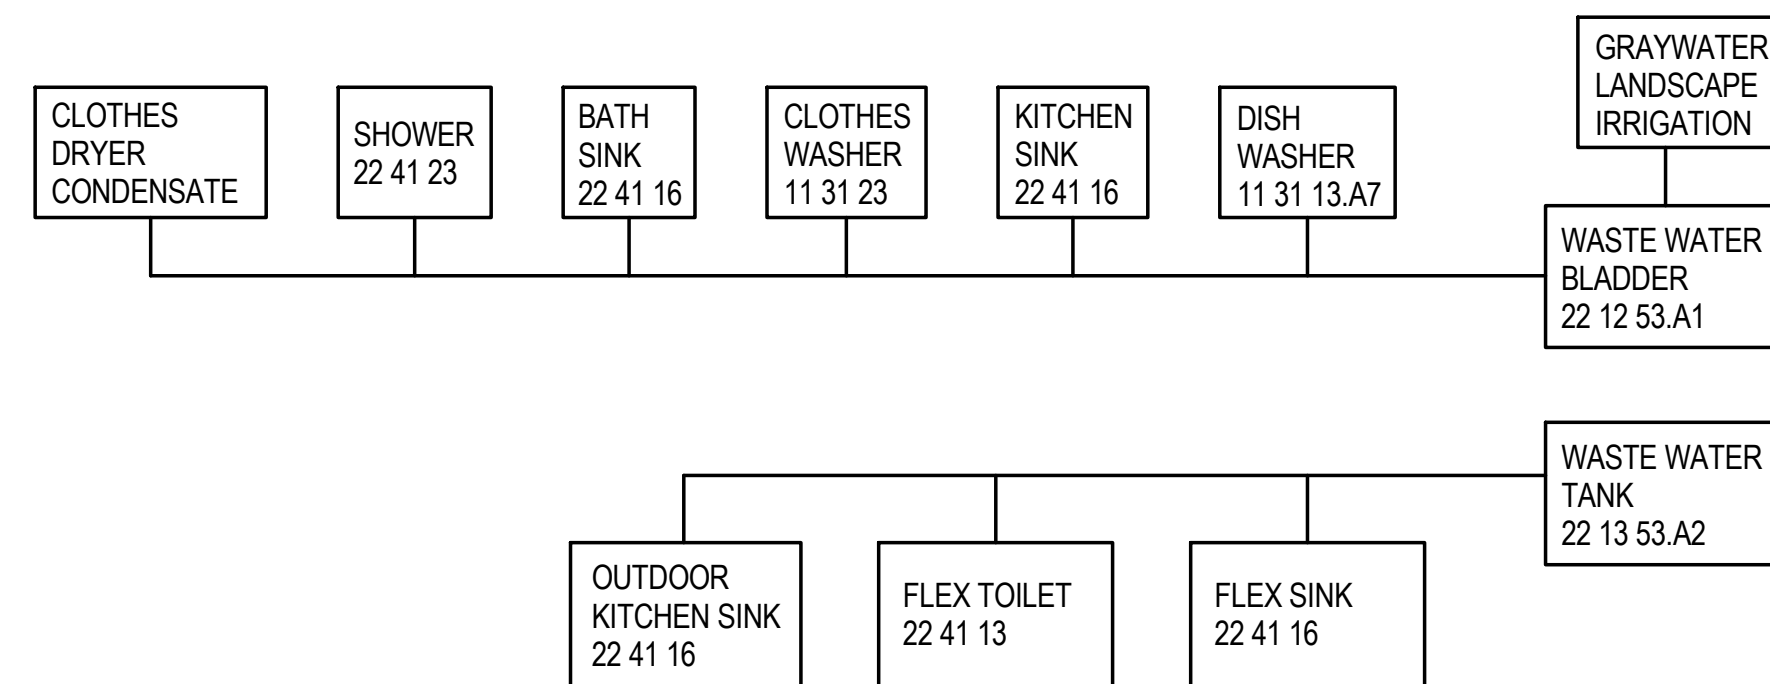 GRAYWATER
LANDSCAPE
IRRIGATION
CLOTHES
DRYER
CONDENSATE
SHOWER
22 41 23
BATH
SINK
22 41 16
CLOTHES
WASHER
11 31 23
KITCHEN
SINK
22 41 16
DISH
WASHER
11 31 13.A7
WASTE WATER
BLADDER
22 12 53.A1
WASTE WATER
TANK
22 13 53.A2
OUTDOOR
KITCHEN SINK
22 41 16
FLEX TOILET
22 41 13
FLEX SINK
22 41 16